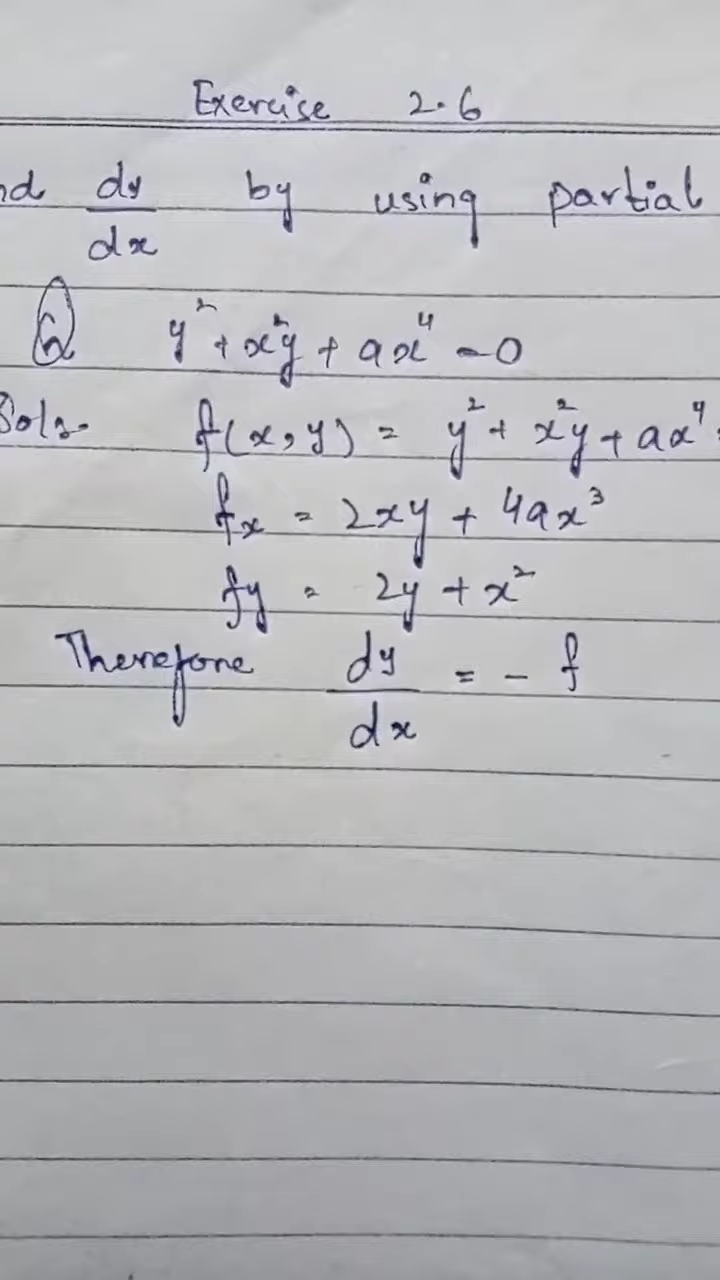 Exercise 2.6
nd dy/dx by using partial
Q y² + x²y + ax⁴ = 0
Sol:- f(x,y) = y² + x²y + ax⁴ =
fx = 2xy + 4ax³
fy = 2y + x²
Therefore dy/dx = - f